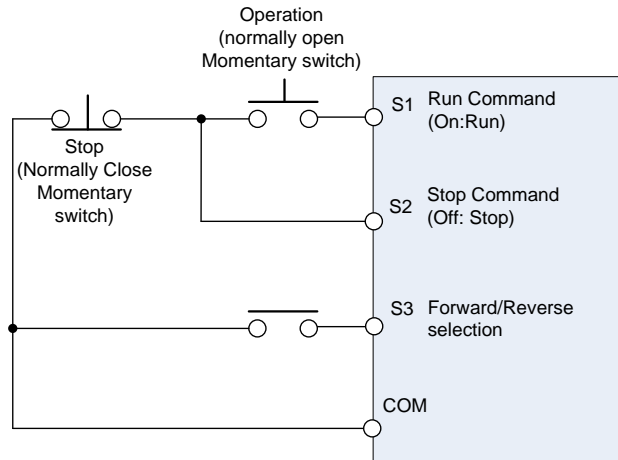 Operation
(normally open
Momentary switch)
Stop
(Normally Close
Momentary
switch)
S1 Run Command
(On:Run)
S2 Stop Command
(Off: Stop)
S3 Forward/Reverse
selection
COM